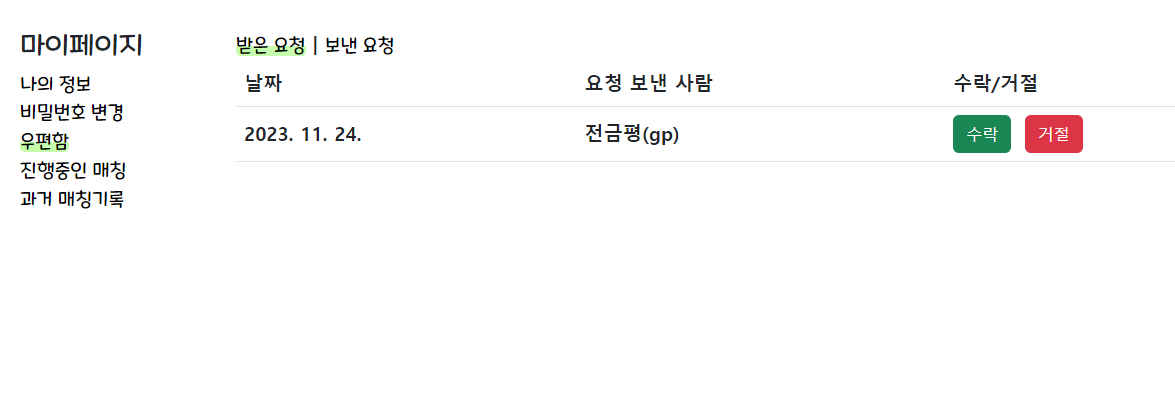 마이페이지
나의 정보
비밀번호 변경
우편함
진행중인 매칭
과거 매칭기록
받은 요청 | 보낸 요청
날짜 요청 보낸 사람 수락/거절
2023. 11. 24. 전금평(gp) 수락 거절